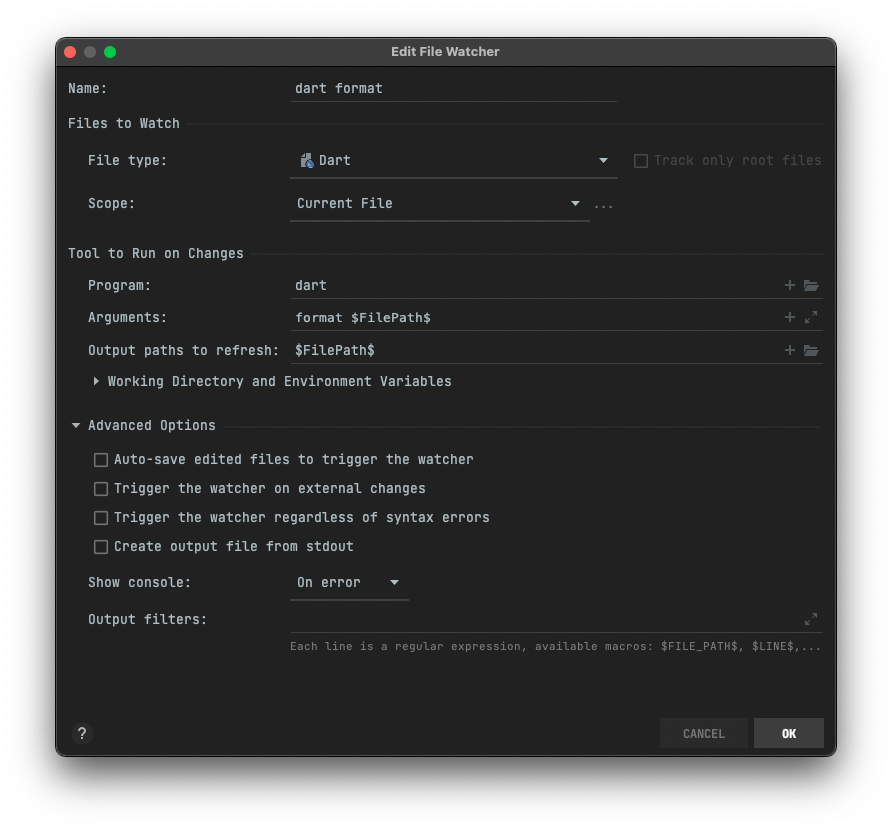 Edit File Watcher
Name: dart format
Files to Watch
File type: Dart Track only root files
Scope: Current File ...
Tool to Run on Changes
Program: dart
Arguments: format $FilePath$
Output paths to refresh: $FilePath$
Working Directory and Environment Variables
Advanced Options
Auto-save edited files to trigger the watcher
Trigger the watcher on external changes
Trigger the watcher regardless of syntax errors
Create output file from stdout
Show console: On error
Output filters:
Each line is a regular expression, available macros: $FILE_PATH$, $LINE$,...
? CANCEL OK